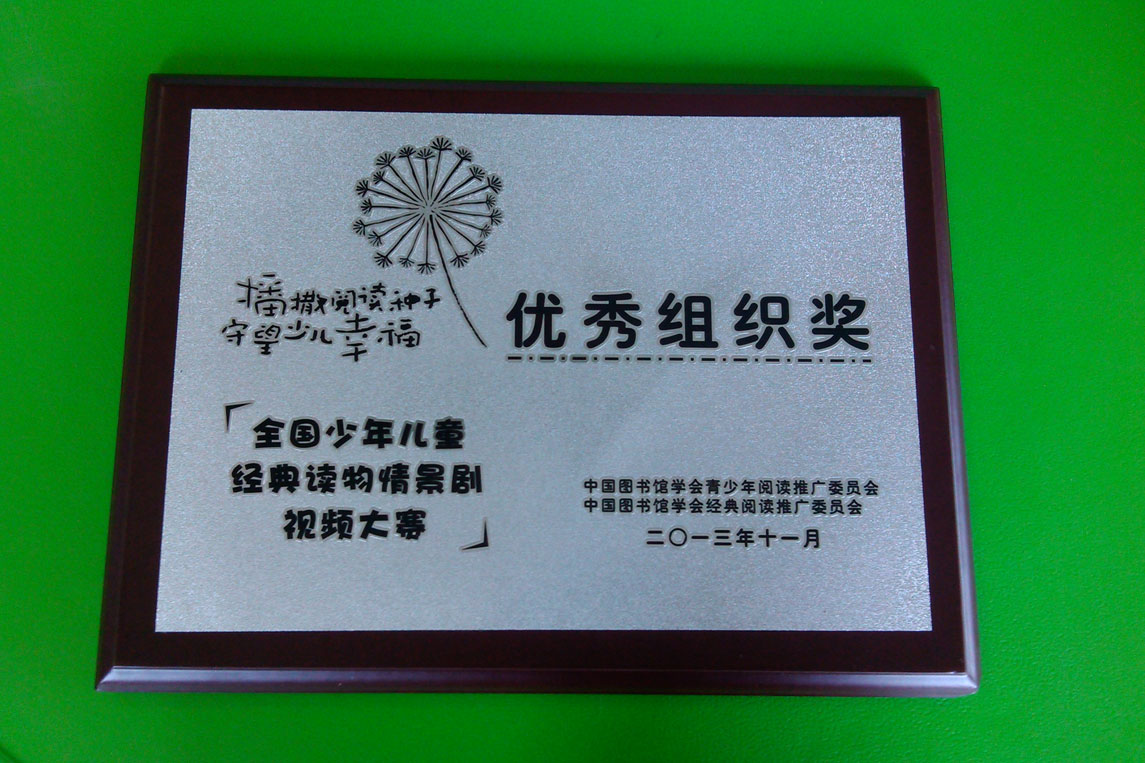 播撒阅读种子
守望少儿幸福
优秀组织奖
「全国少年儿童
经典读物情景剧
视频大赛」
中国图书馆学会青少年阅读推广委员会
中国图书馆学会经典阅读推广委员会
二〇一三年十一月